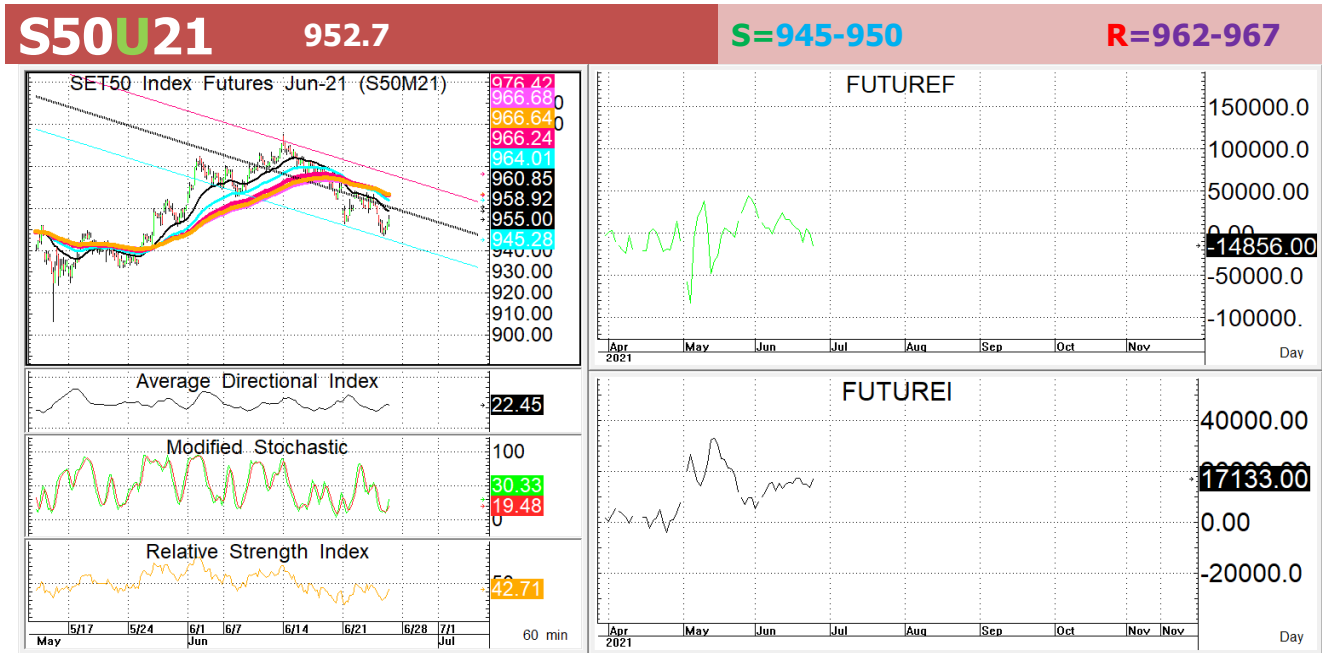 S50U21 952.7 S=945-950 R=962-967
SET50 Index Futures Jun-21 (S50M21)
976.42
966.68
966.64
966.24
964.01
960.85
958.92
955.00
945.28
940.00
930.00
920.00
910.00
900.00
Average Directional Index
22.45
Modified Stochastic
100
30.33
19.48
0
Relative Strength Index
50
42.71
5/17 5/24 6/1 6/7 6/14 6/21 6/28 7/1
May Jun Jul
60 min
FUTUREF
150000.0
100000.0
50000.00
0.00
-14856.00
-50000.0
-100000.
Apr May Jun Jul Aug Sep Oct Nov
2021
Day
FUTUREI
40000.00
17133.00
0.00
-20000.0
Apr May Jun Jul Aug Sep Oct Nov Nov
2021
Day